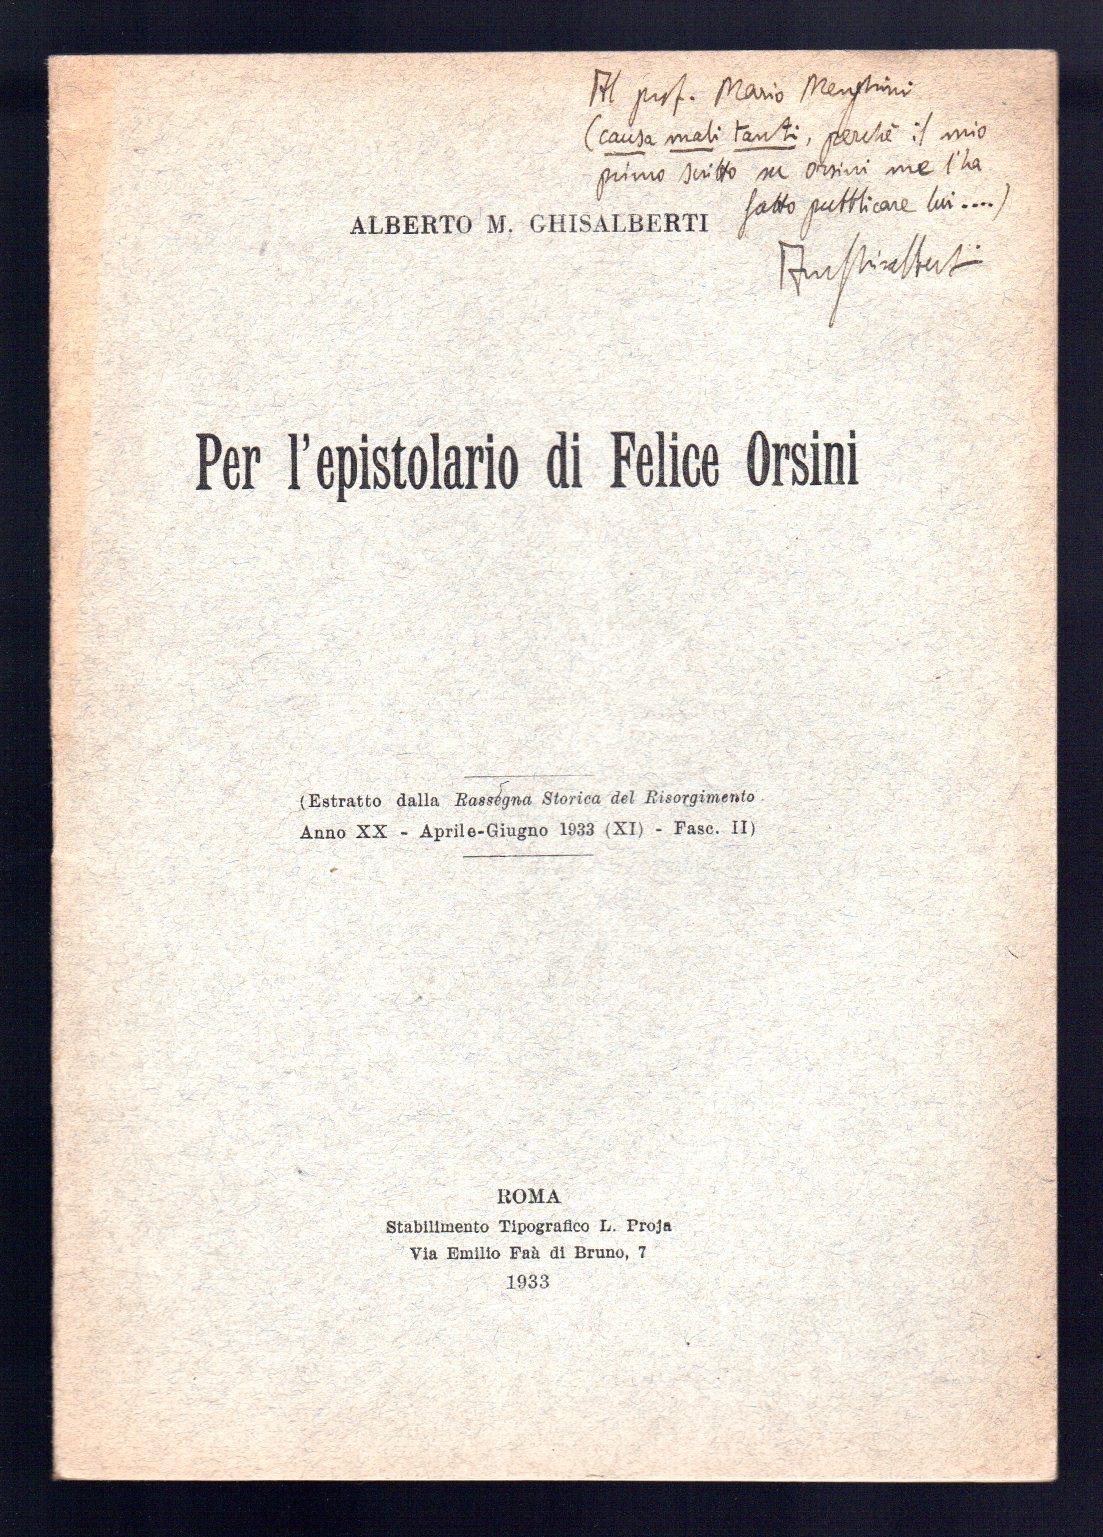 Al prof. Mario Menghini
(causa mali tanti, perchè il mio
primo scritto su Orsini me l'ha
fatto pubblicare lui....)
AMGhisalberti
ALBERTO M. GHISALBERTI
Per l'epistolario di Felice Orsini
(Estratto dalla Rassegna Storica del Risorgimento
Anno XX - Aprile-Giugno 1933 (XI) - Fasc. II)
ROMA
Stabilimento Tipografico L. Proja
Via Emilio Faà di Bruno, 7
1933